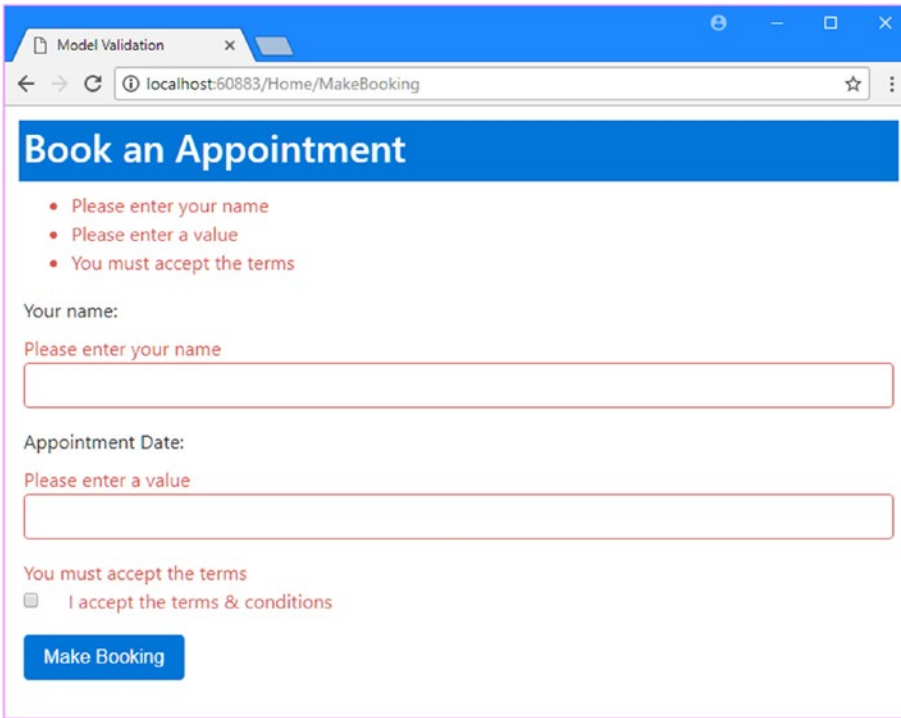 Model Validation
localhost:60883/Home/MakeBooking
Book an Appointment
Please enter your name
Please enter a value
You must accept the terms
Your name:
Please enter your name
Appointment Date:
Please enter a value
You must accept the terms
I accept the terms & conditions
Make Booking